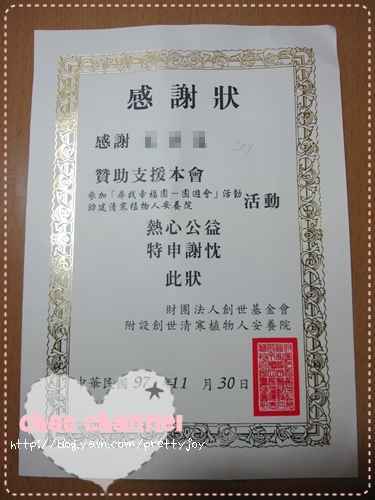 感謝狀
感謝
Joy
贊助支援本會
參加「尋找幸福園－園遊會」活動
助建清寒植物人安養院
活動
熱心公益
特申謝忱
此狀
財團法人創世基金會
附設創世清寒植物人安養院
中華民國 97 年 11 月 30 日
chea channel
http://blog.yam.com/prettyjoy